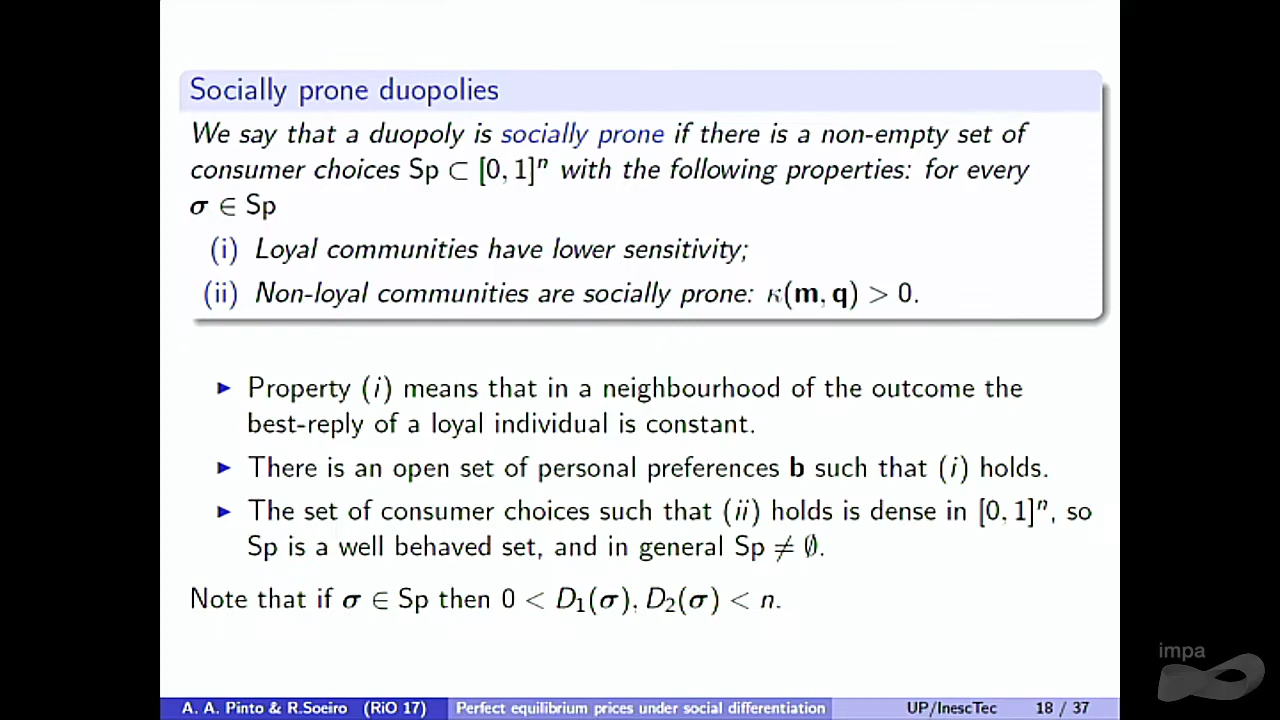 Socially prone duopolies
We say that a duopoly is socially prone if there is a non-empty set of
consumer choices Sp ⊂ [0, 1]ⁿ with the following properties: for every
σ ∈ Sp
(i) Loyal communities have lower sensitivity;
(ii) Non-loyal communities are socially prone: κ(m, q) > 0.
▶ Property (i) means that in a neighbourhood of the outcome the
best-reply of a loyal individual is constant.
▶ There is an open set of personal preferences b such that (i) holds.
▶ The set of consumer choices such that (ii) holds is dense in [0, 1]ⁿ, so
Sp is a well behaved set, and in general Sp ≠ ∅.
Note that if σ ∈ Sp then 0 < D₁(σ), D₂(σ) < n.
impa
A. A. Pinto & R.Soeiro (RiO 17) Perfect equilibrium prices under social differentiation UP/InescTec 18 / 37